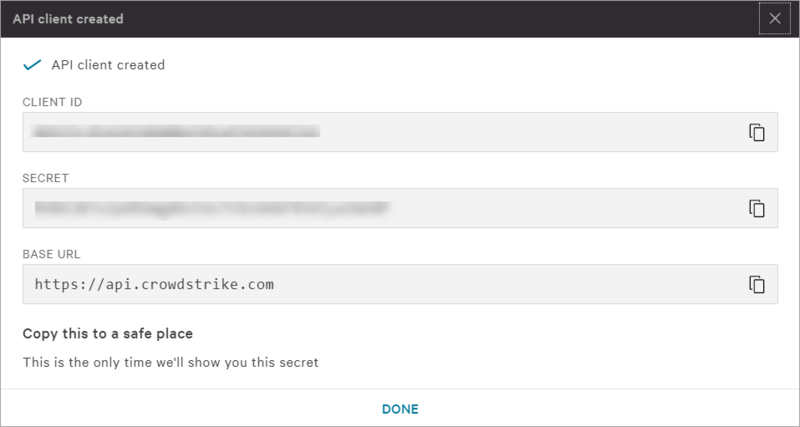 API client created
API client created
CLIENT ID
SECRET
BASE URL
https://api.crowdstrike.com
Copy this to a safe place
This is the only time we'll show you this secret
DONE